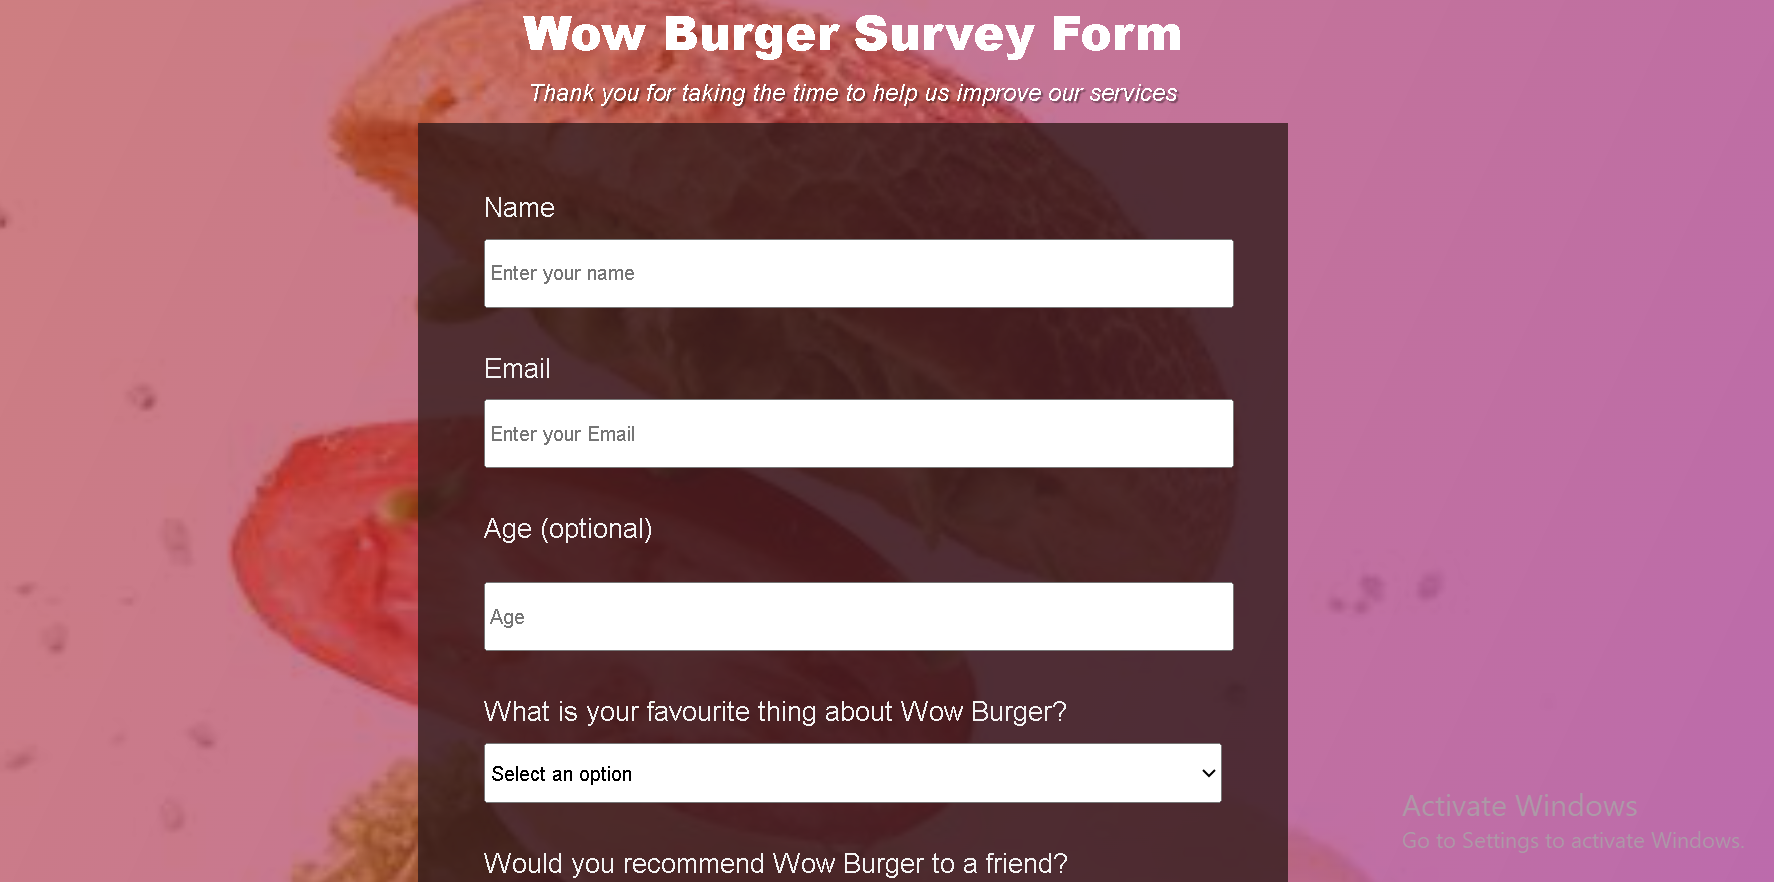 Wow Burger Survey Form
Thank you for taking the time to help us improve our services
Name
Enter your name
Email
Enter your Email
Age (optional)
Age
What is your favourite thing about Wow Burger?
Select an option
Would you recommend Wow Burger to a friend?
Activate Windows
Go to Settings to activate Windows.